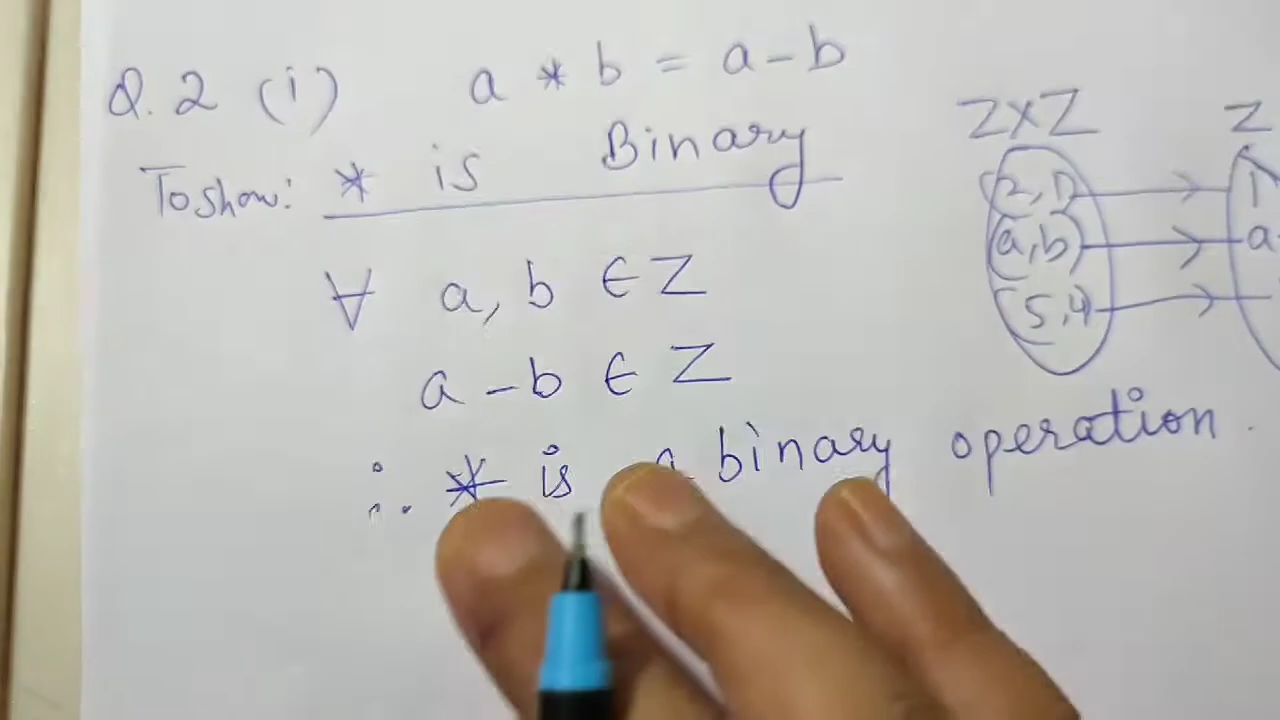 Q.2 (i) a * b = a-b
To show: * is Binary
∀ a, b ∈ Z
a - b ∈ Z
∴ * is a binary operation.
Z×Z Z
(2,1) 1
(a,b) a-
(5,4)